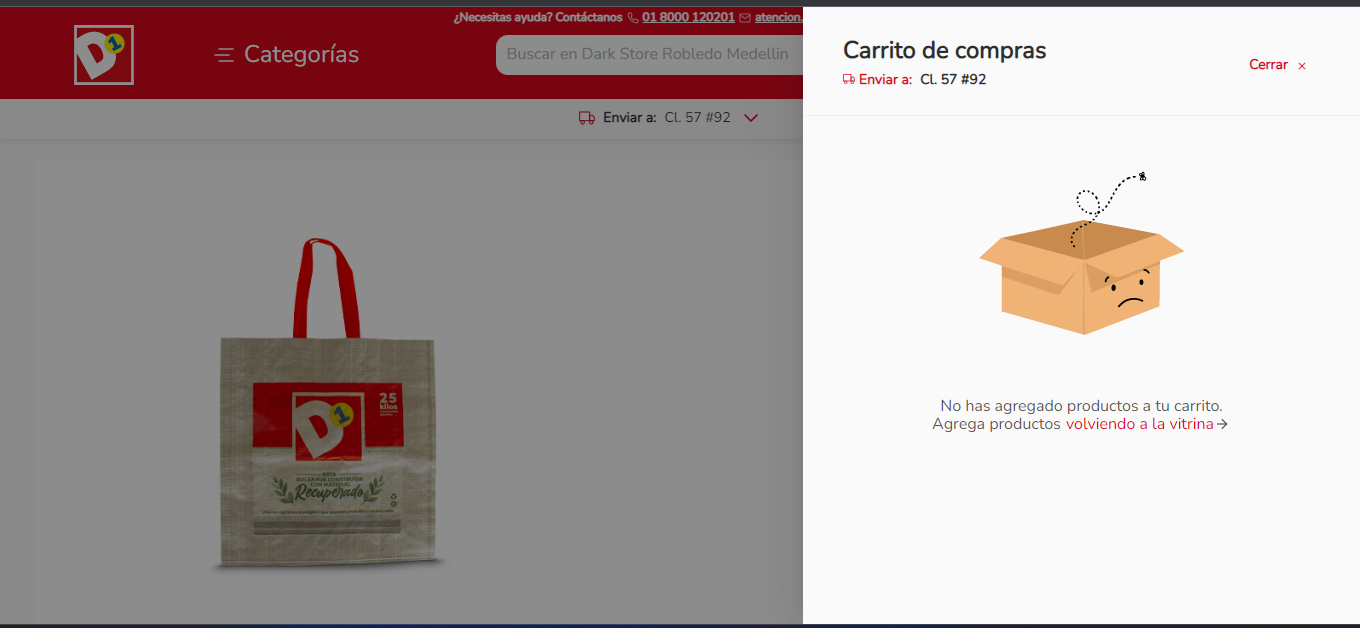 ¿Necesitas ayuda? Contáctanos 01 8000 120201 atencion.
D1
Categorías
Buscar en Dark Store Robledo Medellin
Enviar a: Cl. 57 #92
25
kilos
D1
ESTA
BOLSA FUE CONSTRUIDA
CON MATERIAL
Recuperado
Carrito de compras
Enviar a: Cl. 57 #92
Cerrar ×
No has agregado productos a tu carrito.
Agrega productos volviendo a la vitrina→